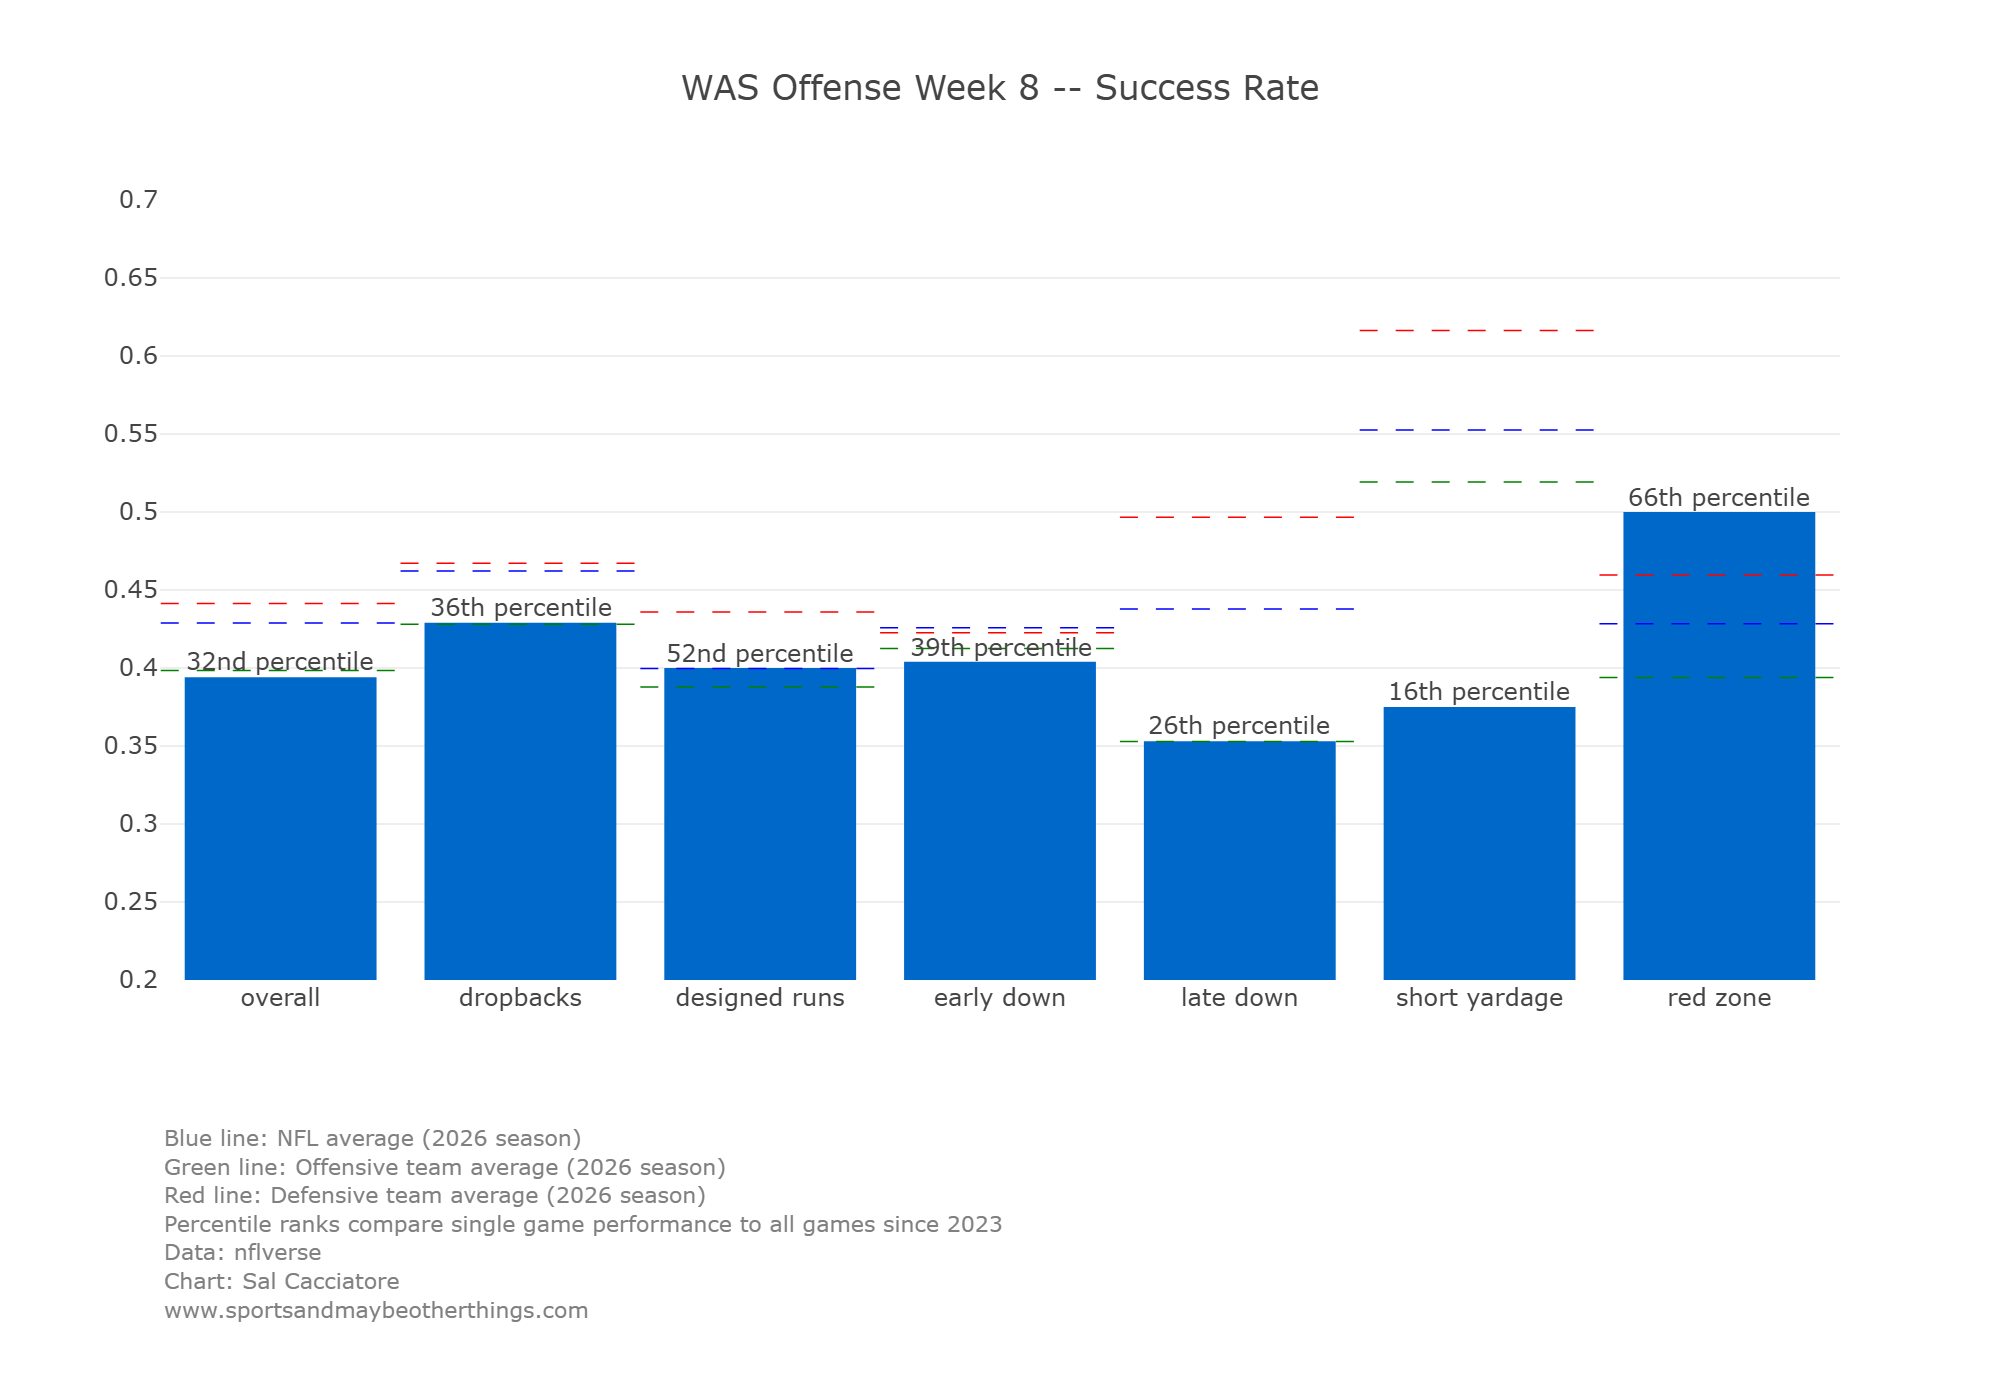 WAS Offense Week 8 -- Success Rate
0.7
0.65
0.6
0.55
0.5
0.45
0.4
0.35
0.3
0.25
0.2
32nd percentile
36th percentile
52nd percentile
39th percentile
26th percentile
16th percentile
66th percentile
overall
dropbacks
designed runs
early down
late down
short yardage
red zone
Blue line: NFL average (2026 season)
Green line: Offensive team average (2026 season)
Red line: Defensive team average (2026 season)
Percentile ranks compare single game performance to all games since 2023
Data: nflverse
Chart: Sal Cacciatore
www.sportsandmaybeotherthings.com